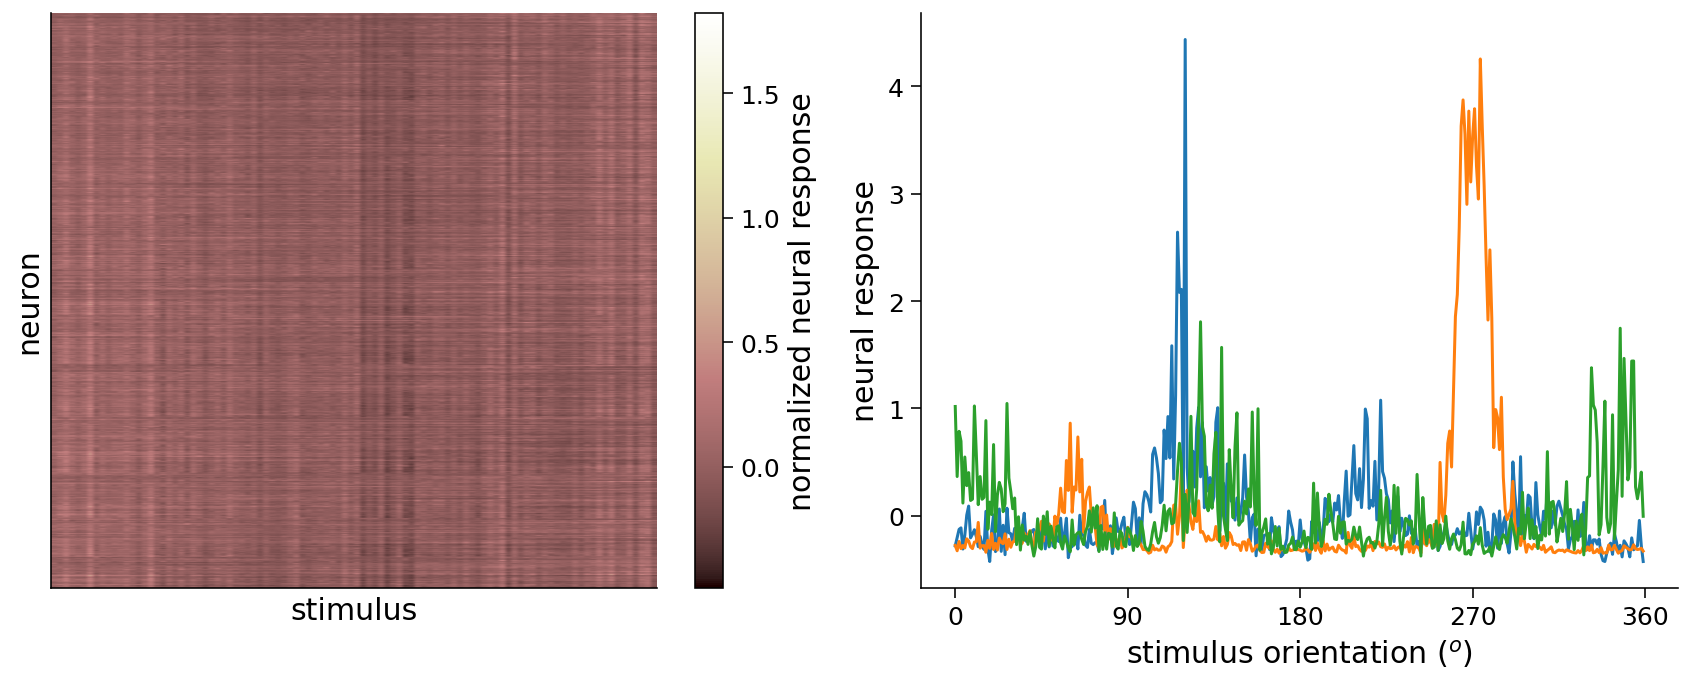 neuron
stimulus
1.5
1.0
0.5
0.0
normalized neural response
neural response
4
3
2
1
0
0 90 180 270 360
stimulus orientation (º)